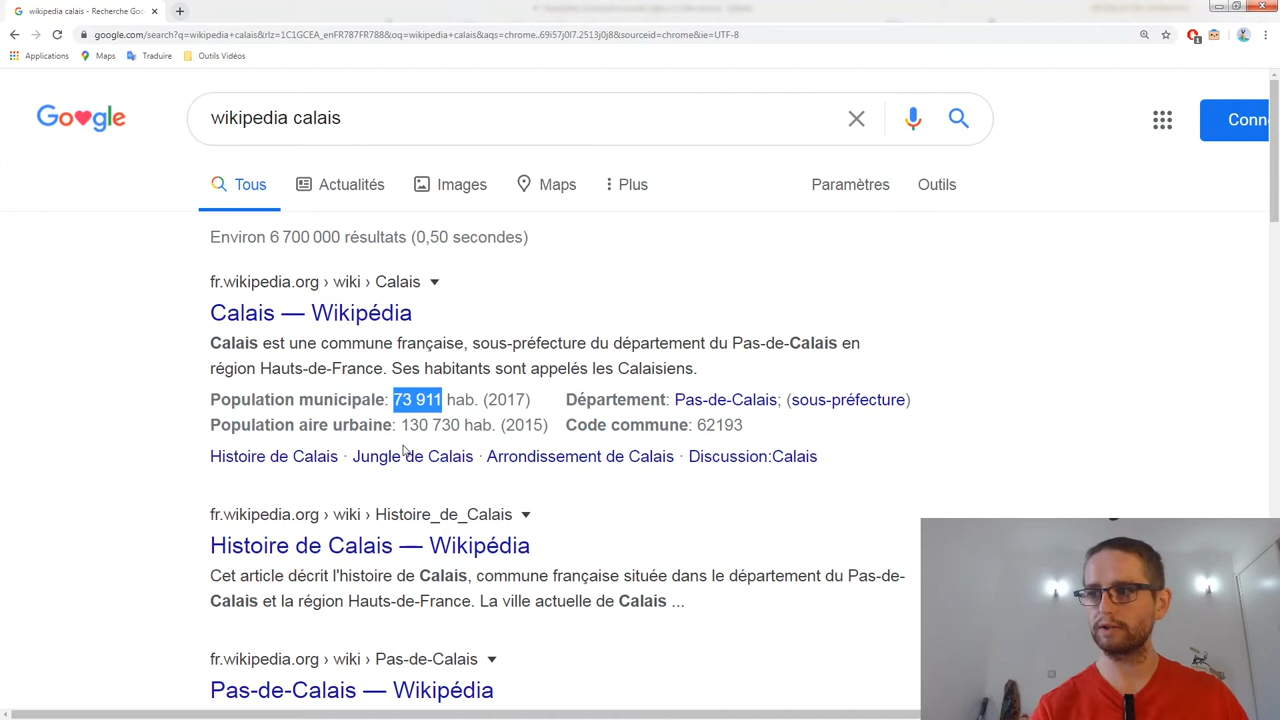 wikipedia calais - Recherche Goo
google.com/search?q=wikipedia+calais&rlz=1C1GCEA_enFR787FR788&oq=wikipedia+calais&aqs=chrome..69i57j0l7.2513j0j8&sourceid=chrome&ie=UTF-8
Applications Maps Traduire Outils Vidéos
Go❤gle wikipedia calais Conne
Tous Actualités Images Maps Plus Paramètres Outils
Environ 6 700 000 résultats (0,50 secondes)
fr.wikipedia.org › wiki › Calais
Calais — Wikipédia
Calais est une commune française, sous-préfecture du département du Pas-de-Calais en
région Hauts-de-France. Ses habitants sont appelés les Calaisiens.
Population municipale: 73 911 hab. (2017) Département: Pas-de-Calais; (sous-préfecture)
Population aire urbaine: 130 730 hab. (2015) Code commune: 62193
Histoire de Calais · Jungle de Calais · Arrondissement de Calais · Discussion:Calais
fr.wikipedia.org › wiki › Histoire_de_Calais
Histoire de Calais — Wikipédia
Cet article décrit l'histoire de Calais, commune française située dans le département du Pas-de-
Calais et la région Hauts-de-France. La ville actuelle de Calais ...
fr.wikipedia.org › wiki › Pas-de-Calais
Pas-de-Calais — Wikipédia